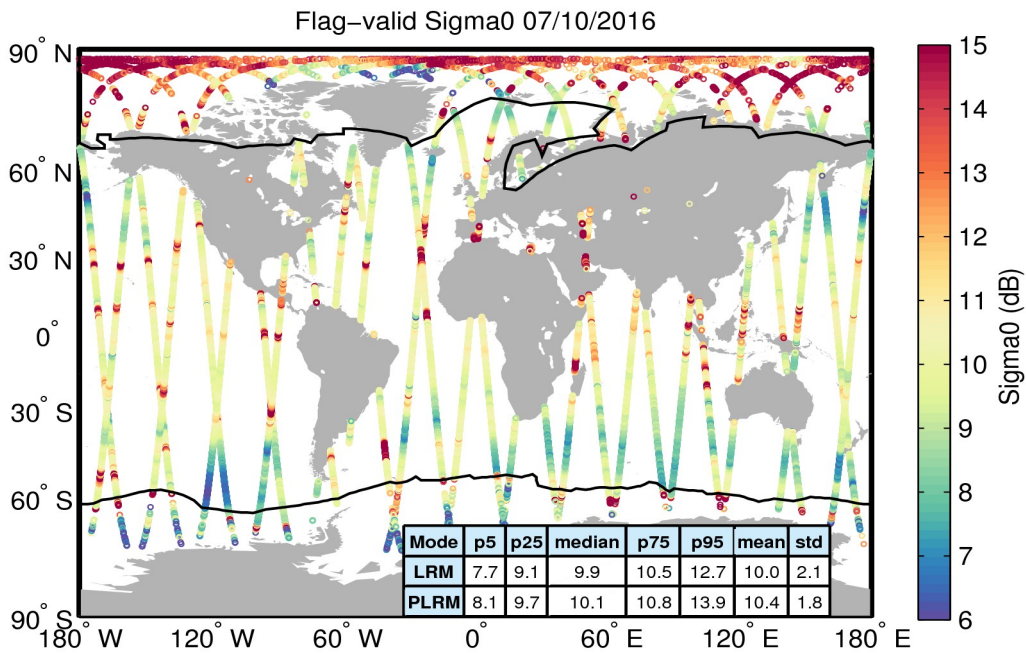 Flag−valid Sigma0 07/10/2016
90° N
60° N
30° N
0°
30° S
60° S
90° S
180° W
120° W
60° W
0°
60° E
120° E
180° E
Mode p5 p25 median p75 p95 mean std
LRM 7.7 9.1 9.9 10.5 12.7 10.0 2.1
PLRM 8.1 9.7 10.1 10.8 13.9 10.4 1.8
15
14
13
12
11
10
9
8
7
6
Sigma0 (dB)